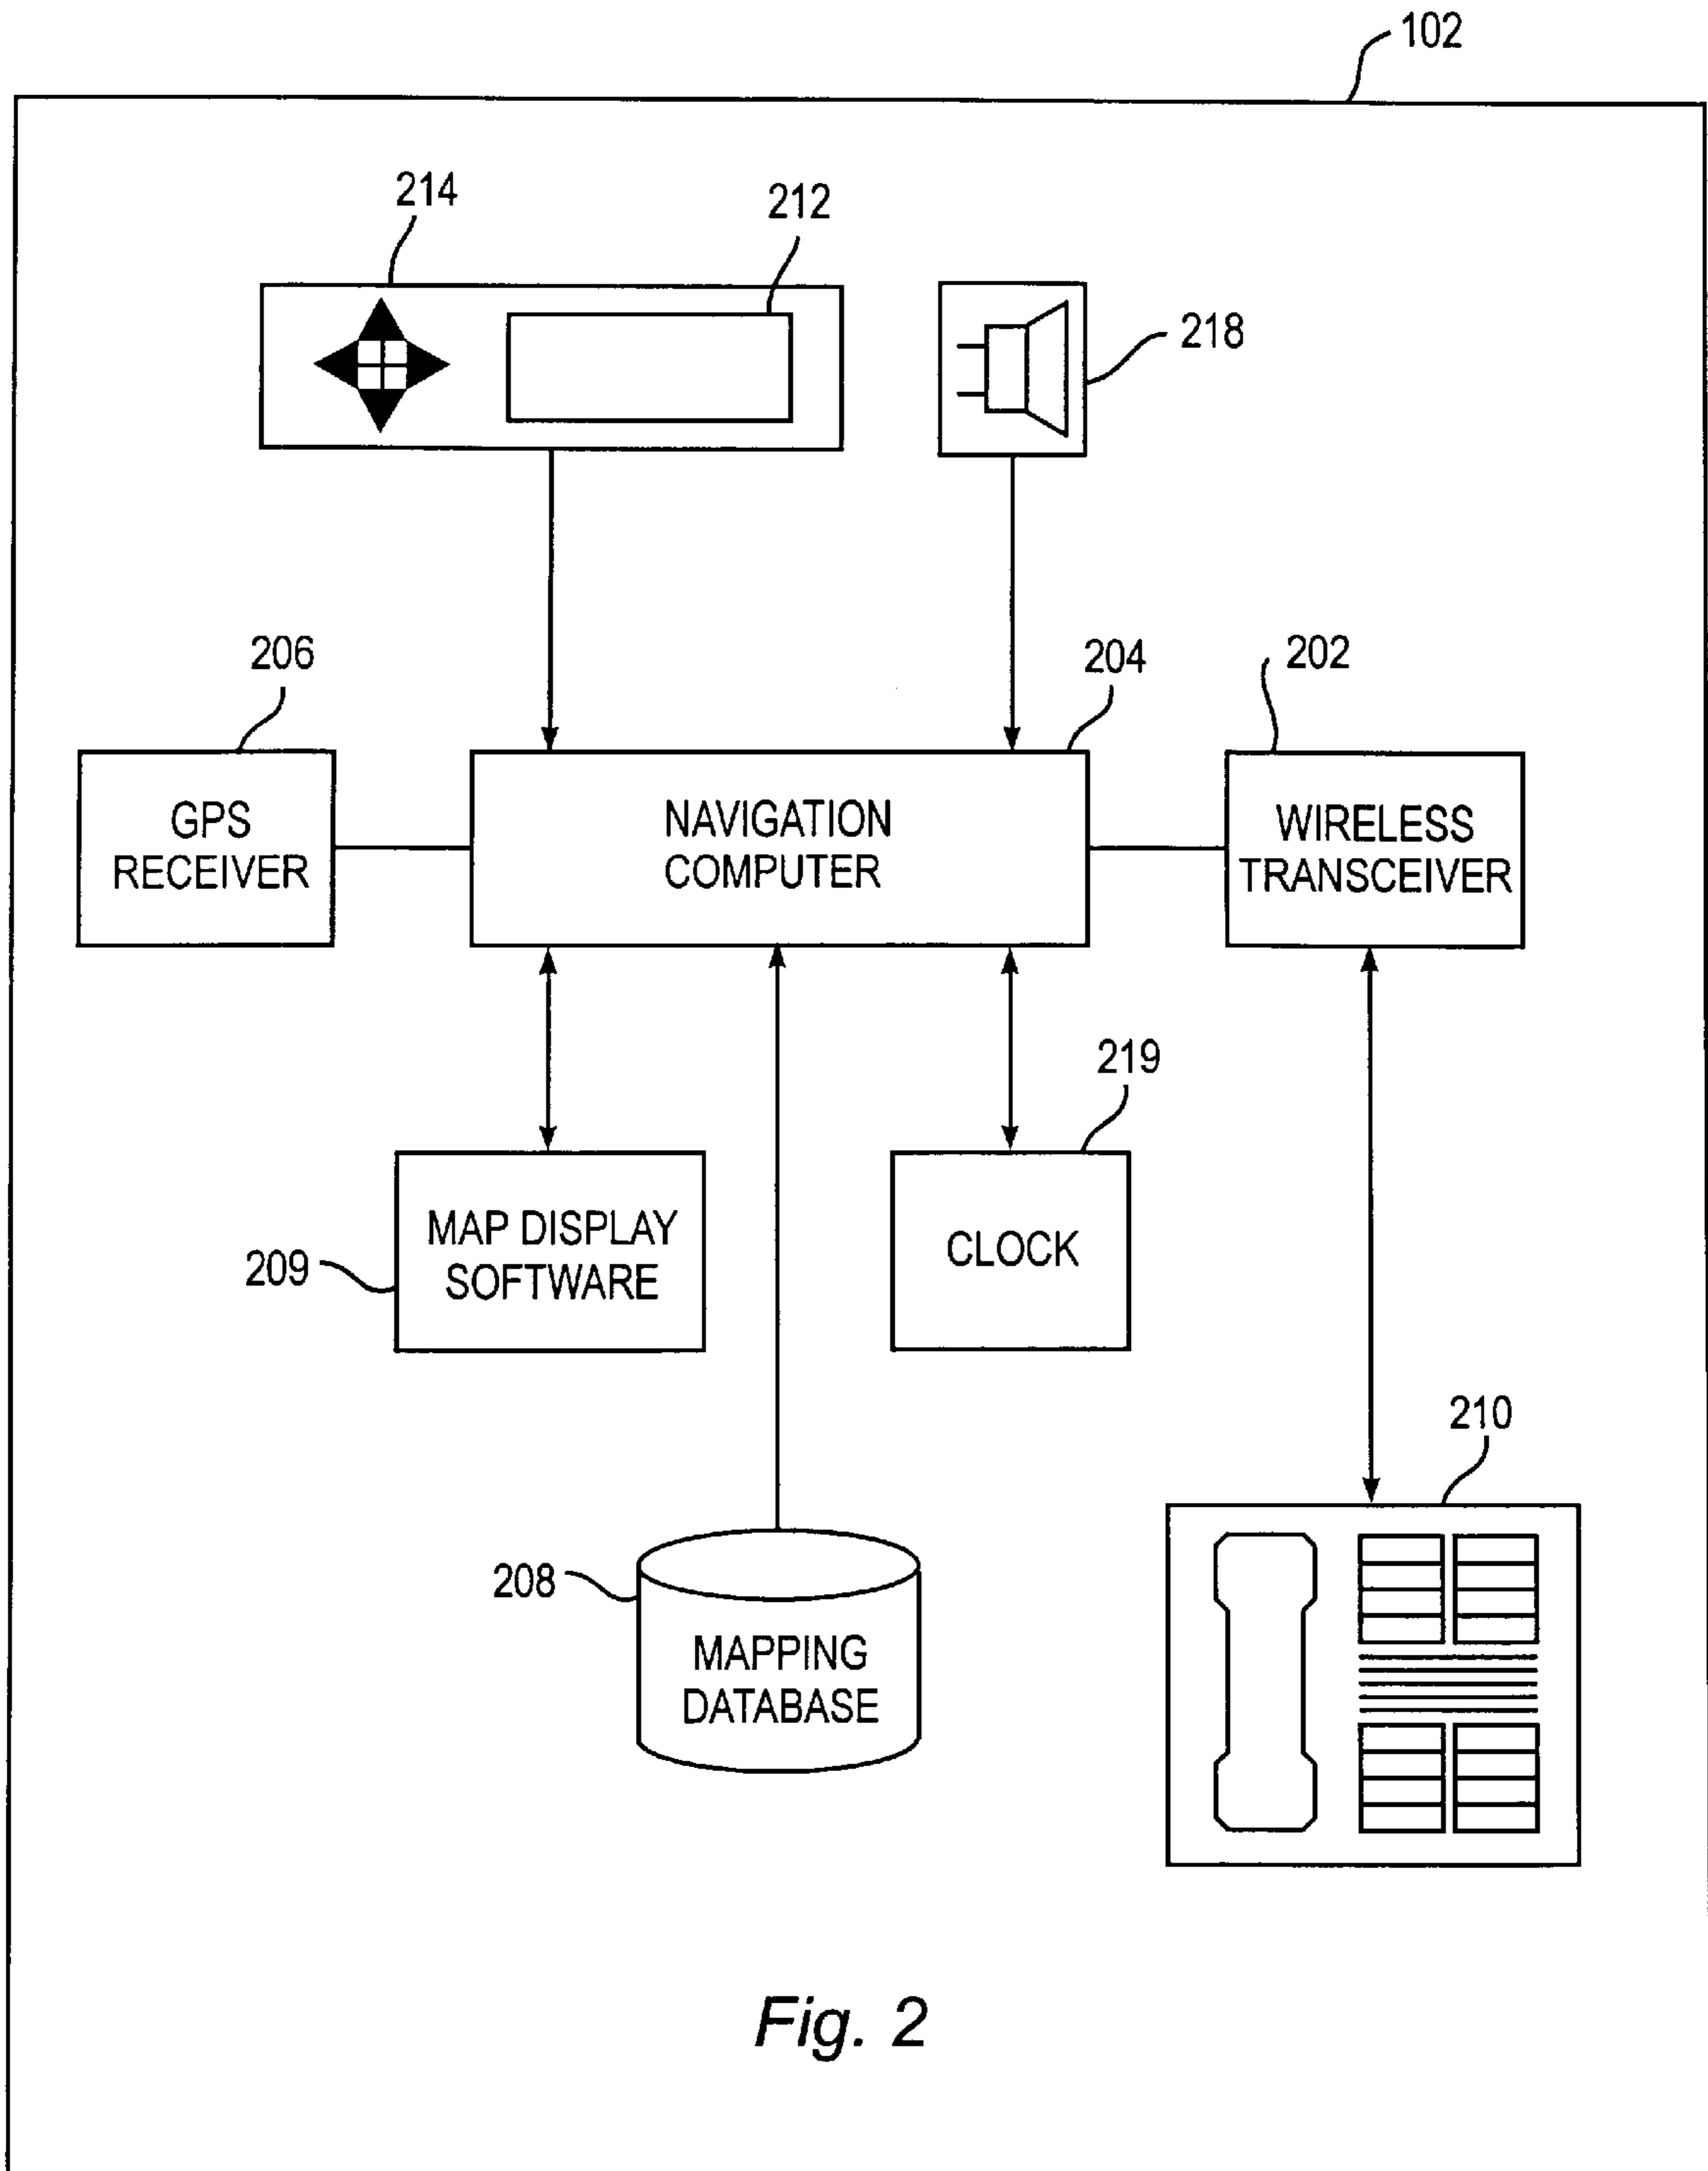 102
214
212
218
206
204
202
GPS
RECEIVER
NAVIGATION
COMPUTER
WIRELESS
TRANSCEIVER
219
209
MAP DISPLAY
SOFTWARE
CLOCK
210
208
MAPPING
DATABASE
Fig. 2